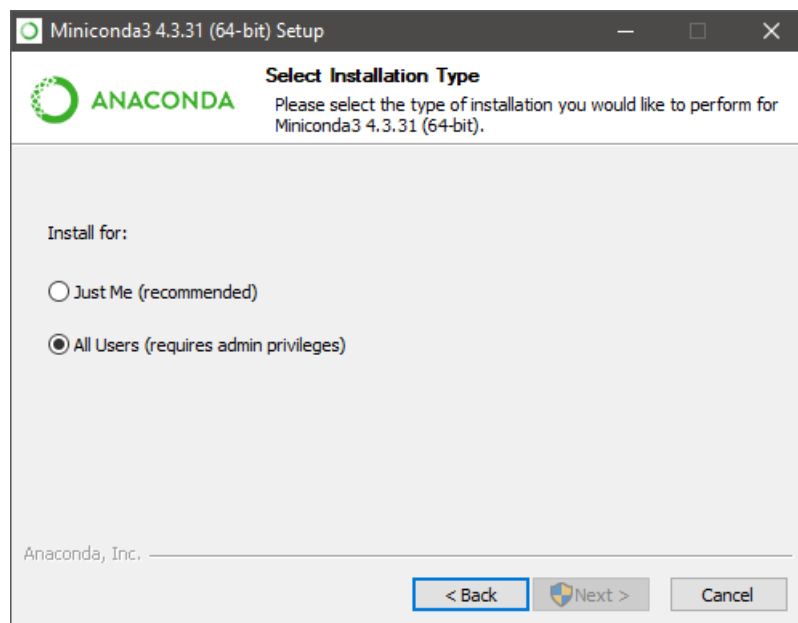 Miniconda3 4.3.31 (64-bit) Setup
ANACONDA
Select Installation Type
Please select the type of installation you would like to perform for
Miniconda3 4.3.31 (64-bit).
Install for:
Just Me (recommended)
All Users (requires admin privileges)
Anaconda, Inc.
< Back
Next >
Cancel